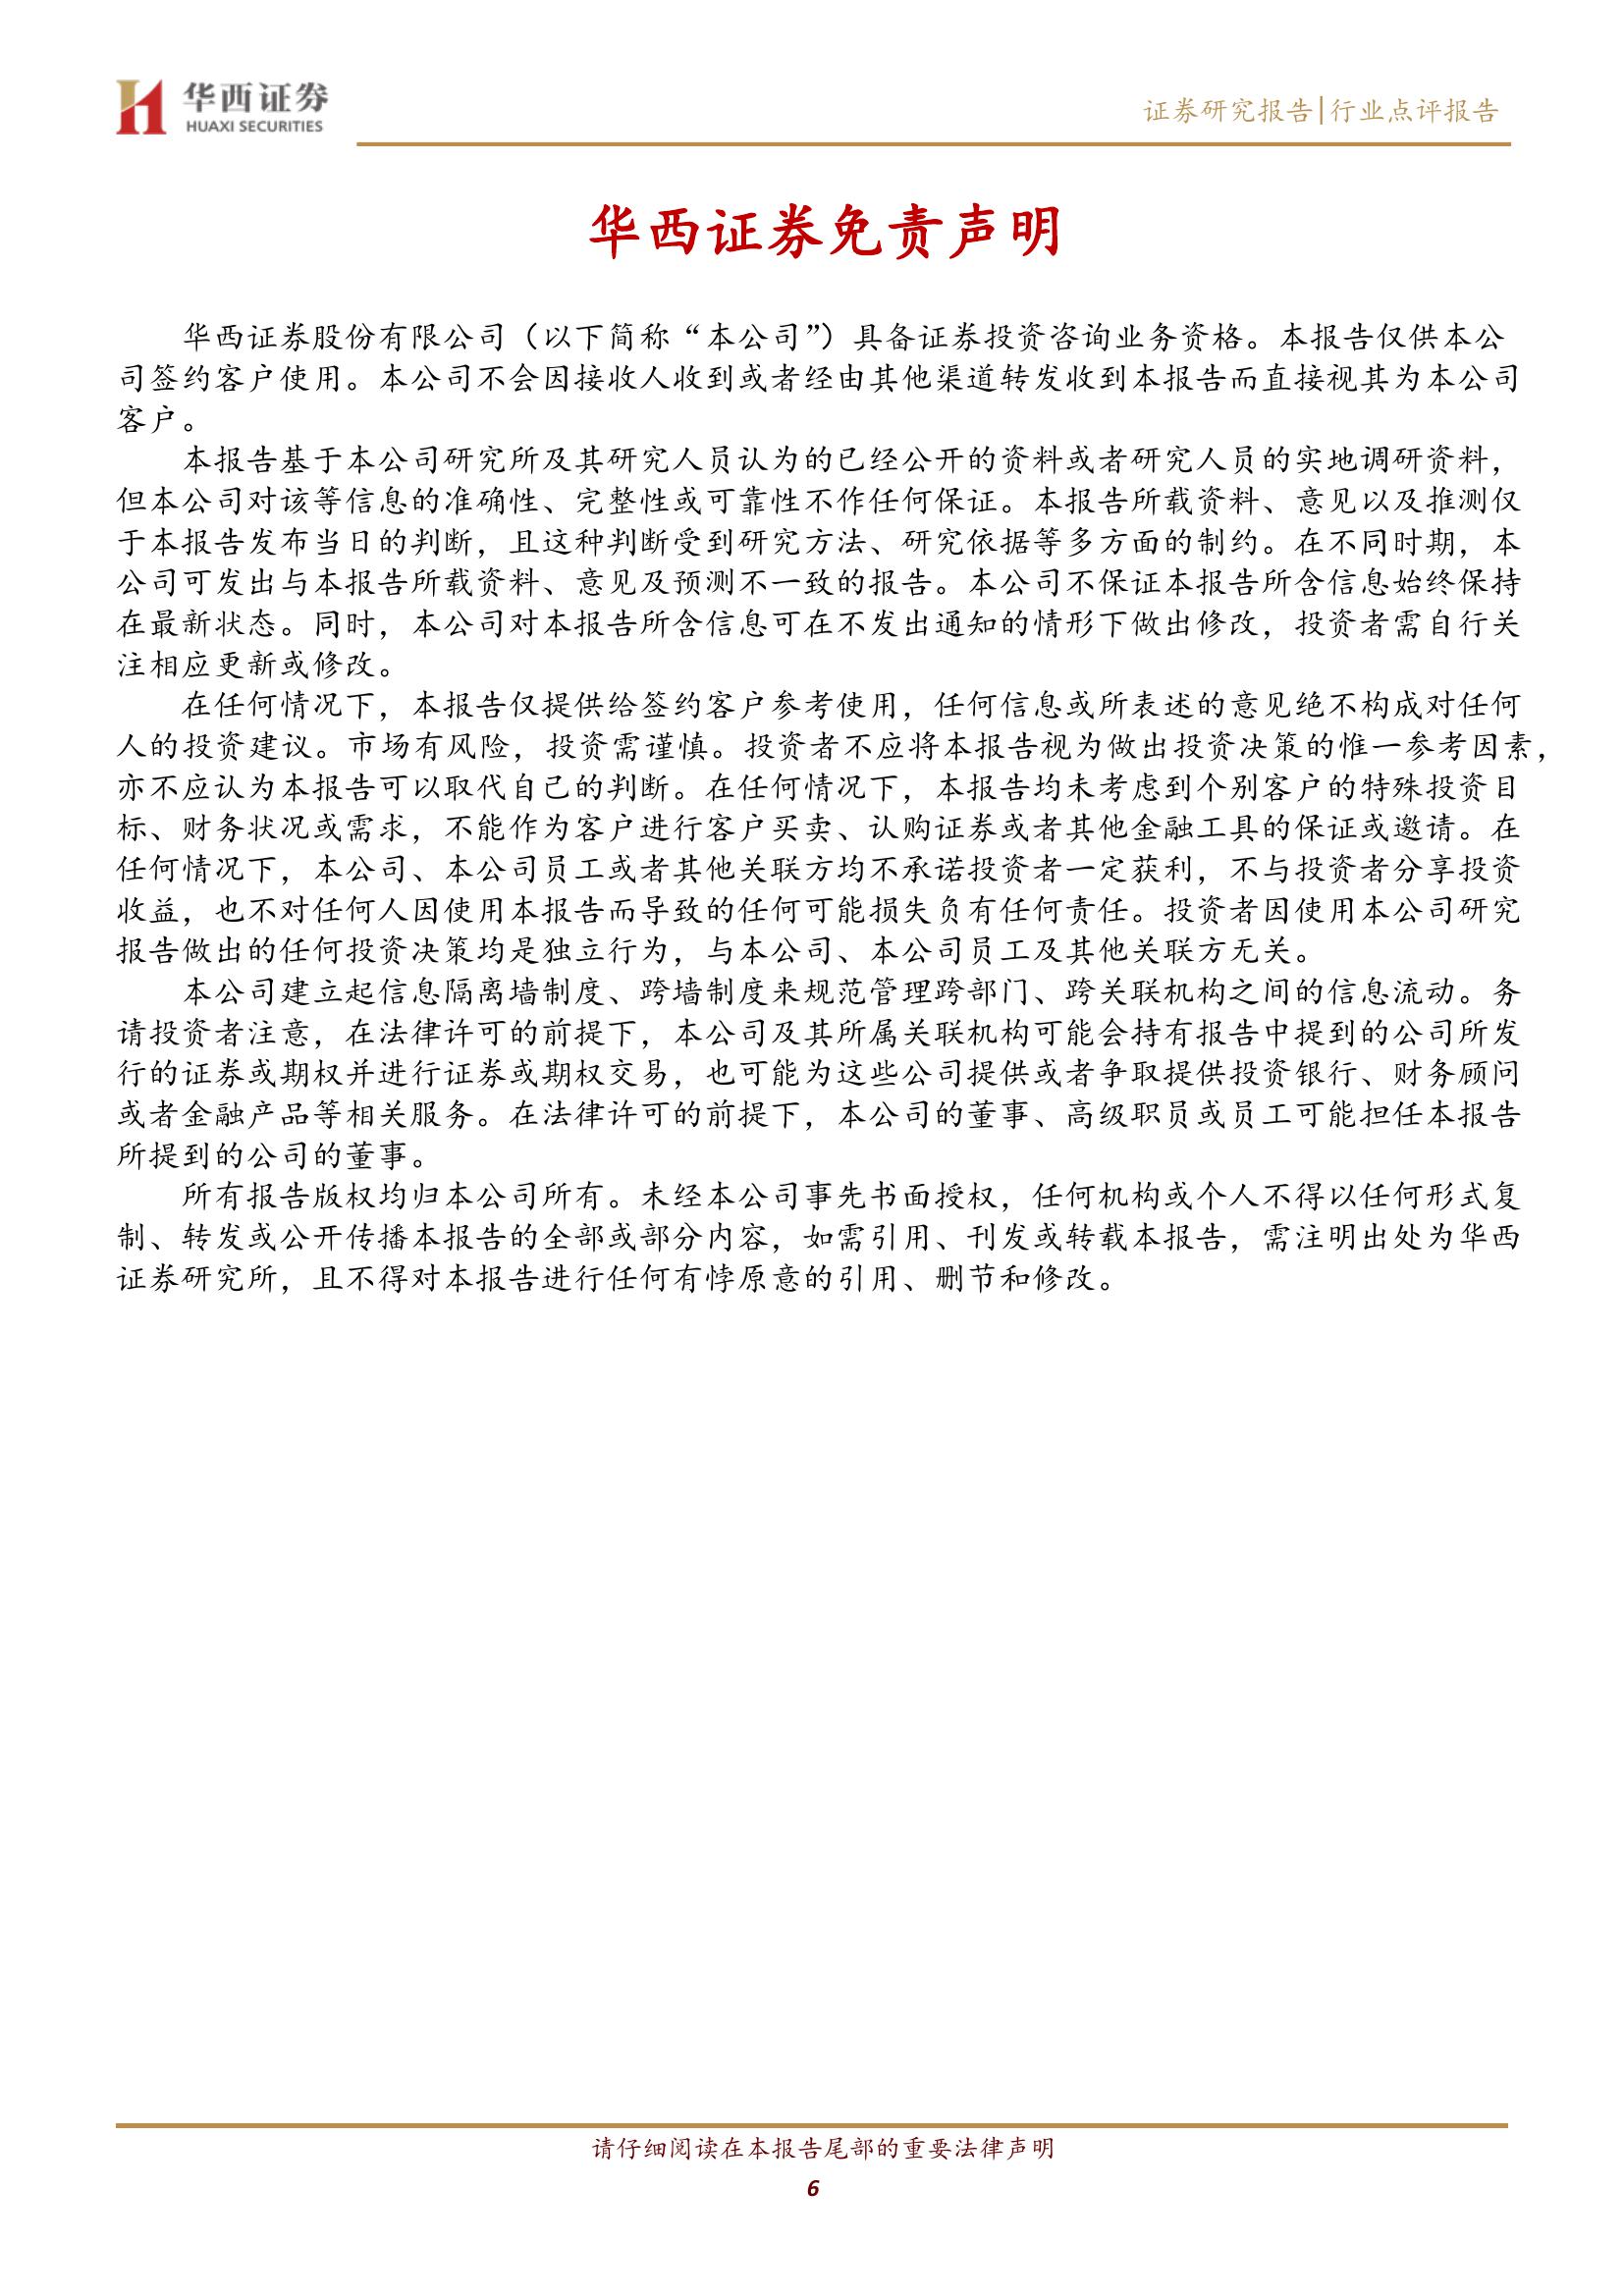 华西证券
HUAXI SECURITIES
证券研究报告|行业点评报告
华西证券免责声明
华西证券股份有限公司（以下简称“本公司”）具备证券投资咨询业务资格。本报告仅供本公
司签约客户使用。本公司不会因接收人收到或者经由其他渠道转发收到本报告而直接视其为本公司
客户。
本报告基于本公司研究所及其研究人员认为的已经公开的资料或者研究人员的实地调研资料，
但本公司对该等信息的准确性、完整性或可靠性不作任何保证。本报告所载资料、意见以及推测仅
于本报告发布当日的判断，且这种判断受到研究方法、研究依据等多方面的制约。在不同时期，本
公司可发出与本报告所载资料、意见及预测不一致的报告。本公司不保证本报告所含信息始终保持
在最新状态。同时，本公司对本报告所含信息可在不发出通知的情形下做出修改，投资者需自行关
注相应更新或修改。
在任何情况下，本报告仅提供给签约客户参考使用，任何信息或所表述的意见绝不构成对任何
人的投资建议。市场有风险，投资需谨慎。投资者不应将本报告视为做出投资决策的惟一参考因素，
亦不应认为本报告可以取代自己的判断。在任何情况下，本报告均未考虑到个别客户的特殊投资目
标、财务状况或需求，不能作为客户进行客户买卖、认购证券或者其他金融工具的保证或邀请。在
任何情况下，本公司、本公司员工或者其他关联方均不承诺投资者一定获利，不与投资者分享投资
收益，也不对任何人因使用本报告而导致的任何可能损失负有任何责任。投资者因使用本公司研究
报告做出的任何投资决策均是独立行为，与本公司、本公司员工及其他关联方无关。
本公司建立起信息隔离墙制度、跨墙制度来规范管理跨部门、跨关联机构之间的信息流动。务
请投资者注意，在法律许可的前提下，本公司及其所属关联机构可能会持有报告中提到的公司所发
行的证券或期权并进行证券或期权交易，也可能为这些公司提供或者争取提供投资银行、财务顾问
或者金融产品等相关服务。在法律许可的前提下，本公司的董事、高级职员或员工可能担任本报告
所提到的公司的董事。
所有报告版权均归本公司所有。未经本公司事先书面授权，任何机构或个人不得以任何形式复
制、转发或公开传播本报告的全部或部分内容，如需引用、刊发或转载本报告，需注明出处为华西
证券研究所，且不得对本报告进行任何有悖原意的引用、删节和修改。
请仔细阅读在本报告尾部的重要法律声明
6